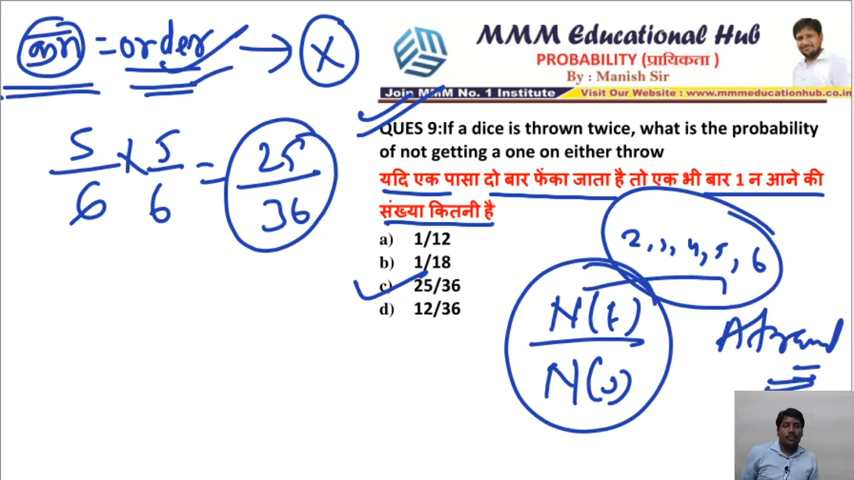 क्रम = order → X
MMM Educational Hub
PROBABILITY (प्रायिकता )
By : Manish Sir
Join MMM No. 1 Institute / Visit Our Website : www.mmmeducationhub.co.in
5/6 x 5/6 = 25/36
QUES 9:If a dice is thrown twice, what is the probability
of not getting a one on either throw
यदि एक पासा दो बार फेंका जाता है तो एक भी बार 1 न आने की
संख्या कितनी है
a) 1/12
b) 1/18
c) 25/36
d) 12/36
2, 3, 4, 5, 6